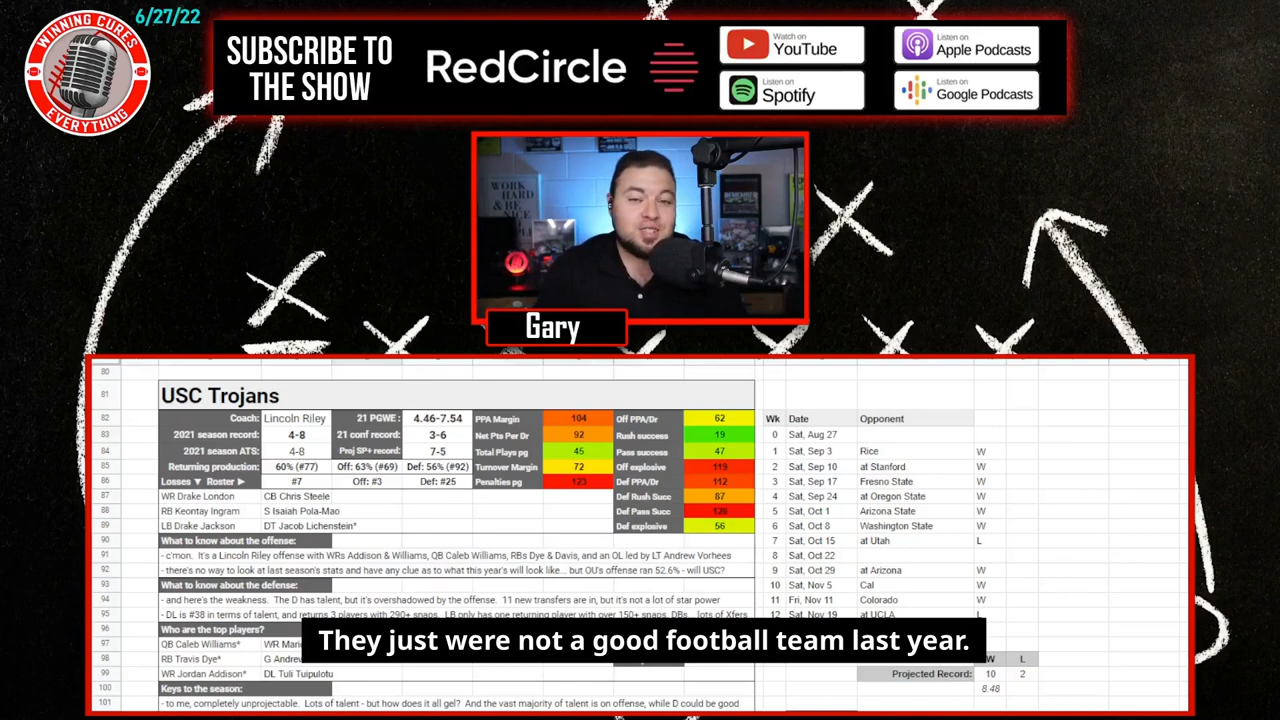 6/27/22
WINNING CURES
EVERYTHING
SUBSCRIBE TO
THE SHOW
RedCircle
Watch on
YouTube
Listen on
Spotify
Listen on
Apple Podcasts
Listen on
Google Podcasts
WORK
HARD
& BE
NICE
Gary
80
81 USC Trojans
82 Coach: Lincoln Riley 21 PGWE : 4.46-7.54 PPA Margin 104 Off PPA/Dr 62 Wk Date Opponent
83 2021 season record: 4-8 21 conf record: 3-6 Net Pts Per Dr 92 Rush success 19 0 Sat, Aug 27
84 2021 season ATS: 4-8 Proj SP+ record: 7-5 Total Plays pg 45 Pass success 47 1 Sat, Sep 3 Rice W
85 Returning production: 60% (#77) Off: 63% (#69) Def: 56% (#92) Turnover Margin 72 Off explosive 119 2 Sat, Sep 10 at Stanford W
86 Losses ▼ Roster ► #7 Off: #3 Def: #25 Penalties pg 123 Def PPA/Dr 112 3 Sat, Sep 17 Fresno State W
87 WR Drake London CB Chris Steele Def Rush Succ 87 4 Sat, Sep 24 at Oregon State W
88 RB Keontay Ingram S Isaiah Pola-Mao Def Pass Succ 5 Sat, Oct 1 Arizona State W
89 LB Drake Jackson DT Jacob Lichenstein* Def explosive 56 6 Sat, Oct 8 Washington State W
90 What to know about the offense: 7 Sat, Oct 15 at Utah L
91 - c'mon. It's a Lincoln Riley offense with WRs Addison & Williams, QB Caleb Williams, RBs Dye & Davis, and an OL led by LT Andrew Vorhees 8 Sat, Oct 22
92 - there's no way to look at last season's stats and have any clue as to what this year's will look like... but OU's offense ran 52.6% - will USC? 9 Sat, Oct 29 at Arizona W
93 What to know about the defense: 10 Sat, Nov 5 Cal W
94 - and here's the weakness. The D has talent, but it's overshadowed by the offense. 11 new transfers are in, but it's not a lot of star power 11 Fri, Nov 11 Colorado W
95 - DL is #38 in terms of talent, and returns 3 players with 290+ snaps. LB only has one returning player with over 150+ snaps. DBs lots of Xfers 12 Sat, Nov 19 at UCLA L
96 Who are the top players?
They just were not a good football team last year.
97 QB Caleb Williams* WR
98 RB Travis Dye* G W L
99 WR Jordan Addison* DL Tuli Tuipulotu Projected Record: 10 2
100 Keys to the season: 8.48
101 - to me, completely unprojectable. Lots of talent - but how does it all gel? And the vast majority of talent is on offense, while D could be good